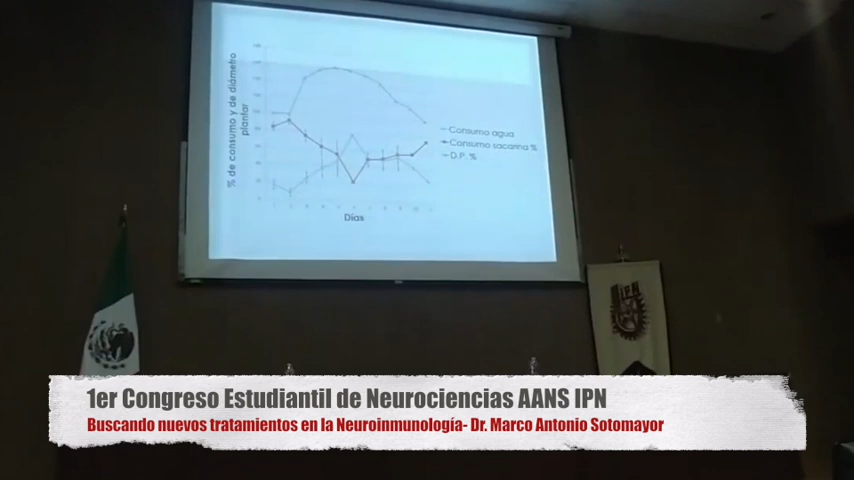 % de consumo y de diámetro
plantar
Consumo agua
Consumo sacarina %
D.P. %
Días
IPN
1er Congreso Estudiantil de Neurociencias AANS IPN
Buscando nuevos tratamientos en la Neuroinmunología- Dr. Marco Antonio Sotomayor